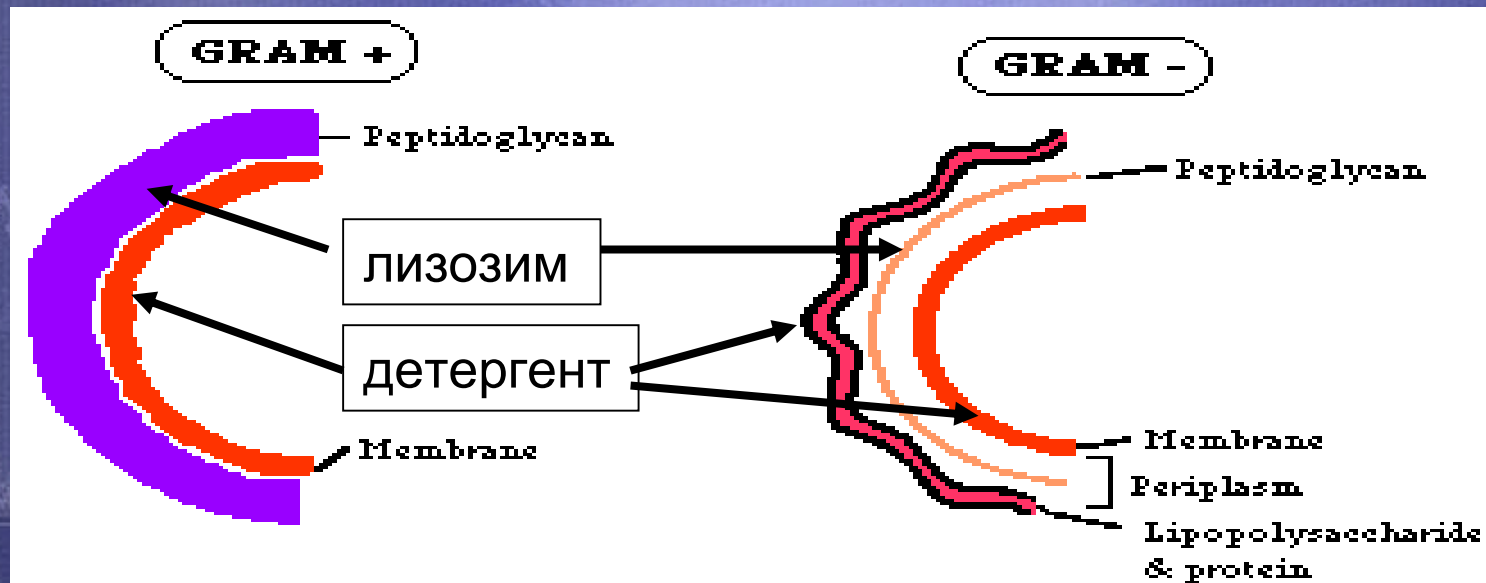 GRAM +
GRAM -
Peptidoglycan
Peptidoglycan
лизозим
детергент
Membrane
Membrane
Periplasm
Lipopolysaccharide
& protein